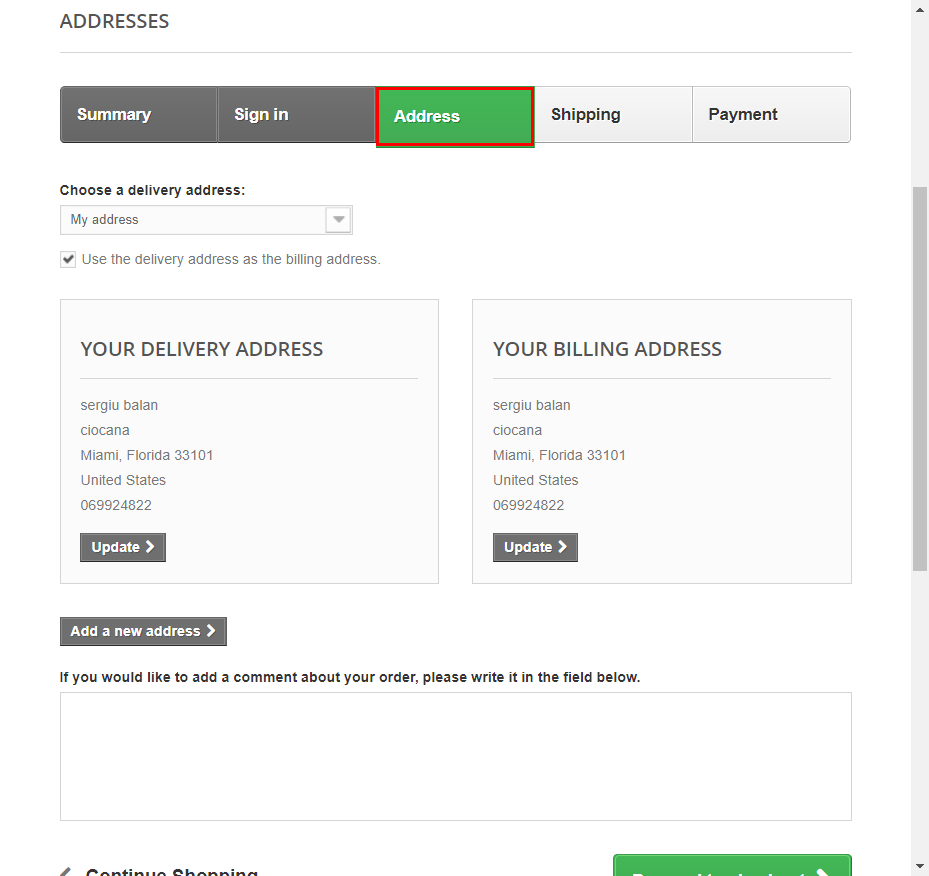 ADDRESSES
Summary
Sign in
Address
Shipping
Payment
Choose a delivery address:
My address
Use the delivery address as the billing address.
YOUR DELIVERY ADDRESS
sergiu balan
ciocana
Miami, Florida 33101
United States
069924822
Update
YOUR BILLING ADDRESS
sergiu balan
ciocana
Miami, Florida 33101
United States
069924822
Update
Add a new address
If you would like to add a comment about your order, please write it in the field below.
Continue Shopping